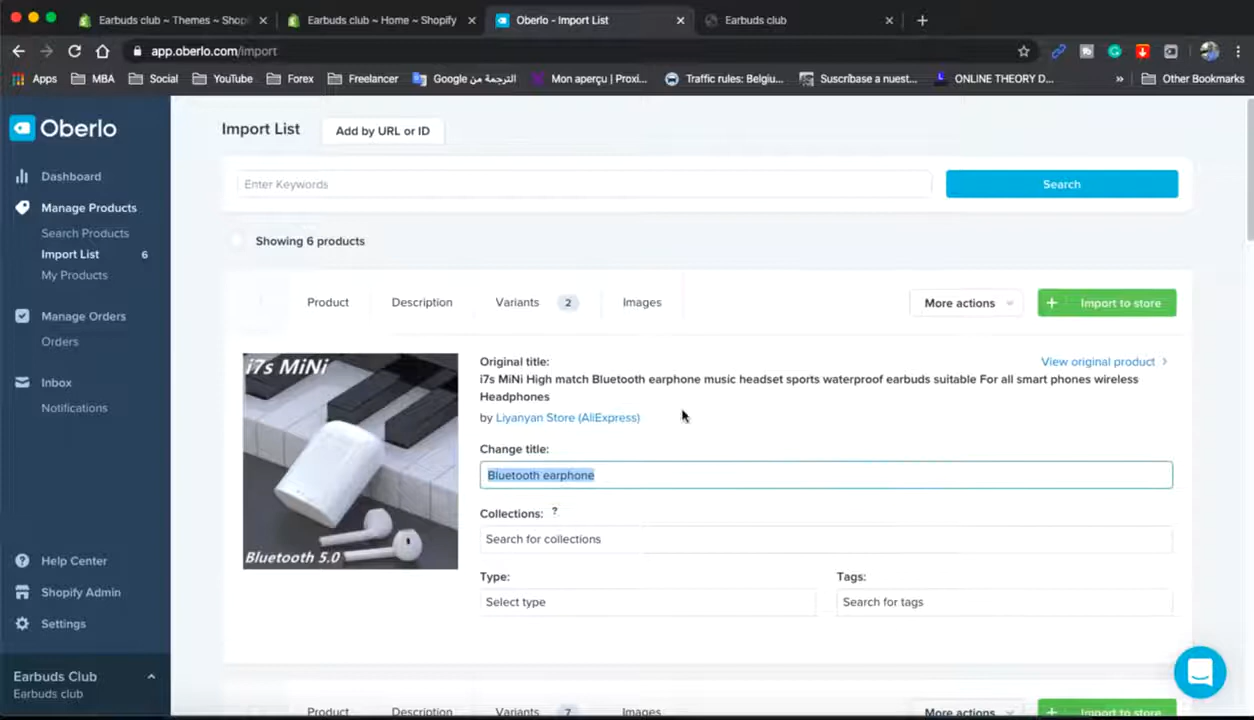 Earbuds club ~ Themes ~ Shop
Earbuds club ~ Home ~ Shopify
Oberlo - Import List
Earbuds club
app.oberlo.com/import
Apps
MBA
Social
YouTube
Forex
Freelancer
الترجمة من Google
Mon aperçu | Proxi...
Traffic rules: Belgiu...
Suscríbase a nuest...
ONLINE THEORY D...
»
Other Bookmarks
Oberlo
Dashboard
Manage Products
Search Products
Import List 6
My Products
Manage Orders
Orders
Inbox
Notifications
Help Center
Shopify Admin
Settings
Earbuds Club
Earbuds club
Import List
Add by URL or ID
Enter Keywords
Search
Showing 6 products
Product
Description
Variants 2
Images
More actions
+ Import to store
i7s MiNi
Bluetooth 5.0
Original title:
View original product
i7s MiNi High match Bluetooth earphone music headset sports waterproof earbuds suitable For all smart phones wireless
Headphones
by Liyanyan Store (AliExpress)
Change title:
Bluetooth earphone
Collections: ?
Search for collections
Type:
Tags:
Select type
Search for tags
Product
Description
Variants 7
Images
More actions
+ Import to store